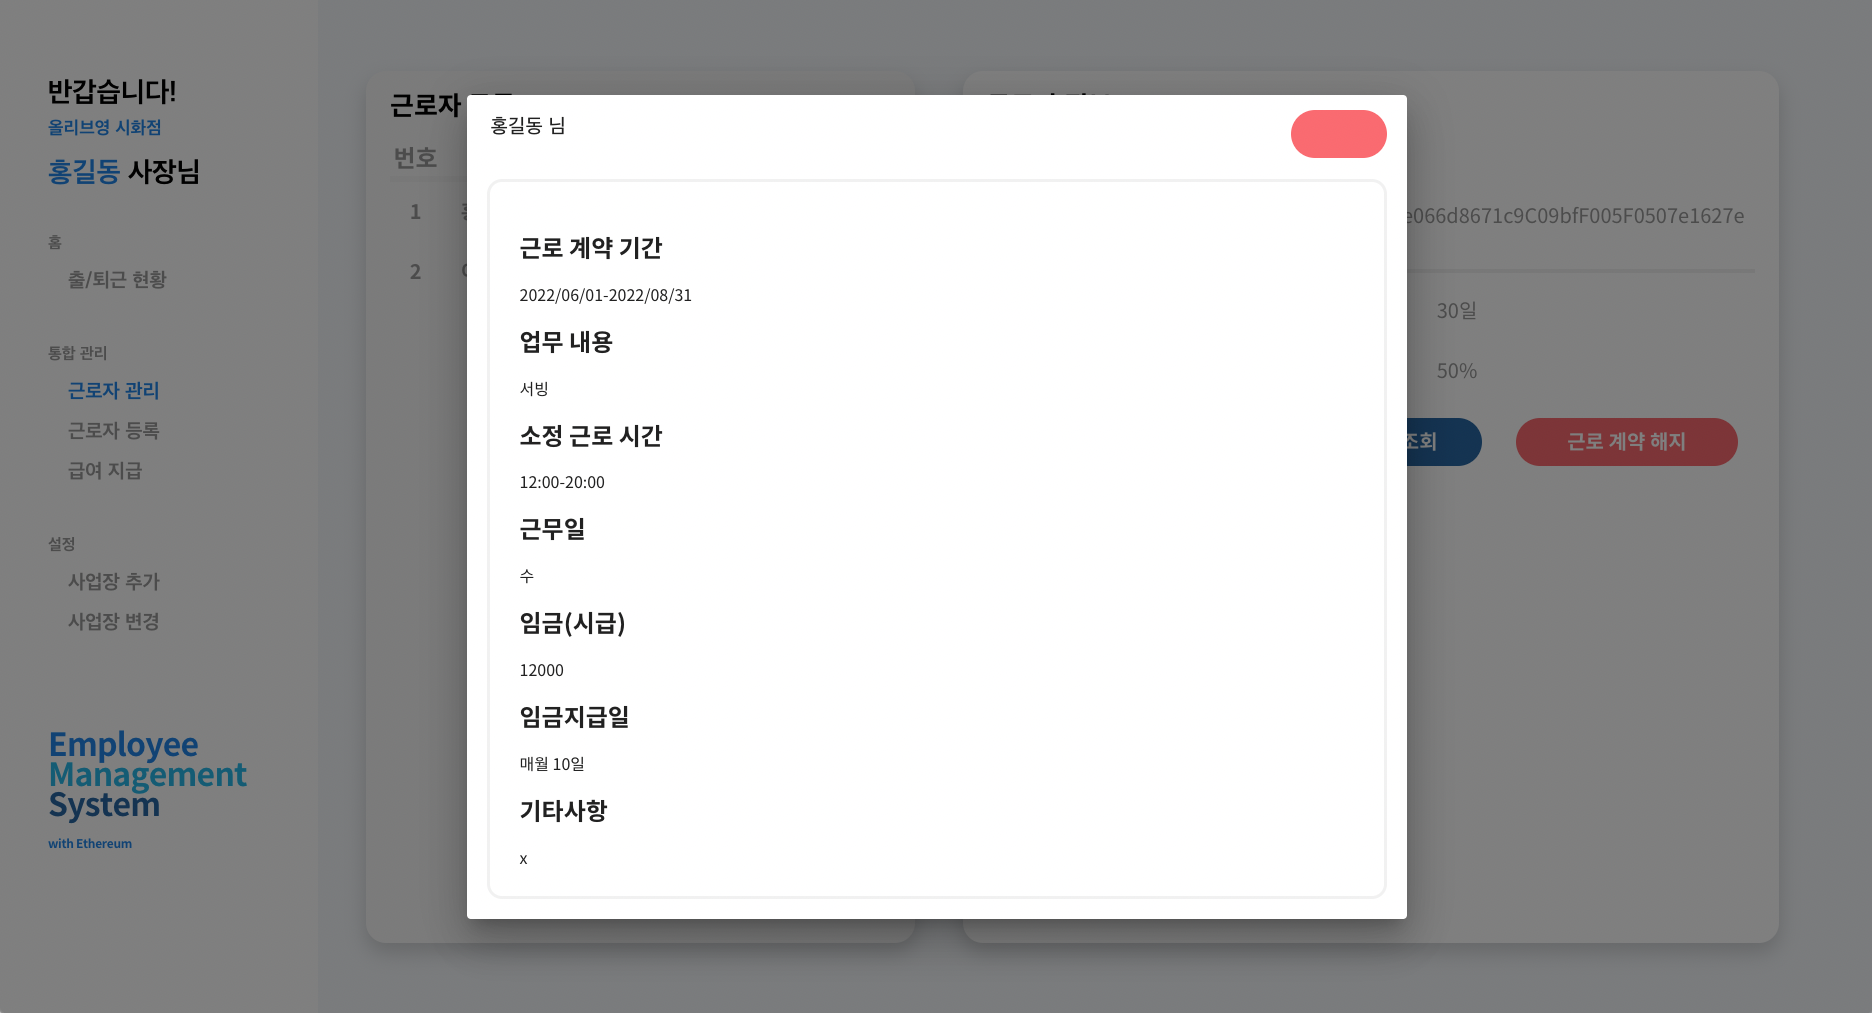 반갑습니다!
올리브영 시화점
홍길동 사장님
홈
출/퇴근 현황
통합 관리
근로자 관리
근로자 등록
급여 지급
설정
사업장 추가
사업장 변경
Employee
Management
System
with Ethereum
근로자
번호
1
2
홍길동 님
근로 계약 기간
2022/06/01-2022/08/31
업무 내용
서빙
소정 근로 시간
12:00-20:00
근무일
수
임금(시급)
12000
임금지급일
매월 10일
기타사항
x
e066d8671c9C09bfF005F0507e1627e
30일
50%
조회
근로 계약 해지